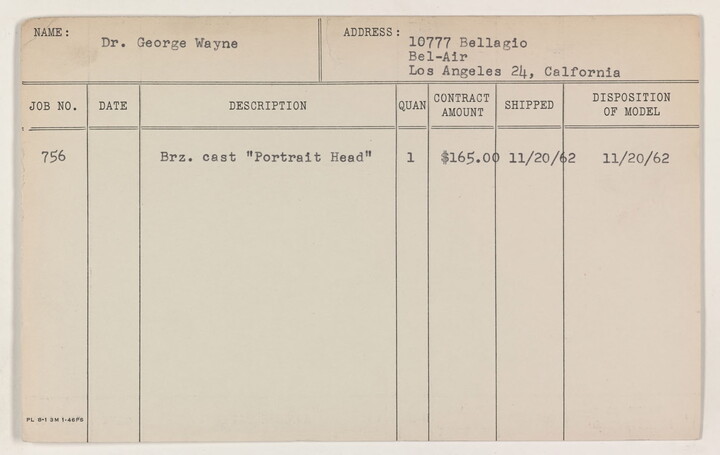 NAME:
Dr. George Wayne
ADDRESS:
10777 Bellagio
Bel-Air
Los Angeles 24, Calfornia
JOB NO. DATE DESCRIPTION QUAN CONTRACT AMOUNT SHIPPED DISPOSITION OF MODEL
756 Brz. cast "Portrait Head" 1 $165.00 11/20/62 11/20/62